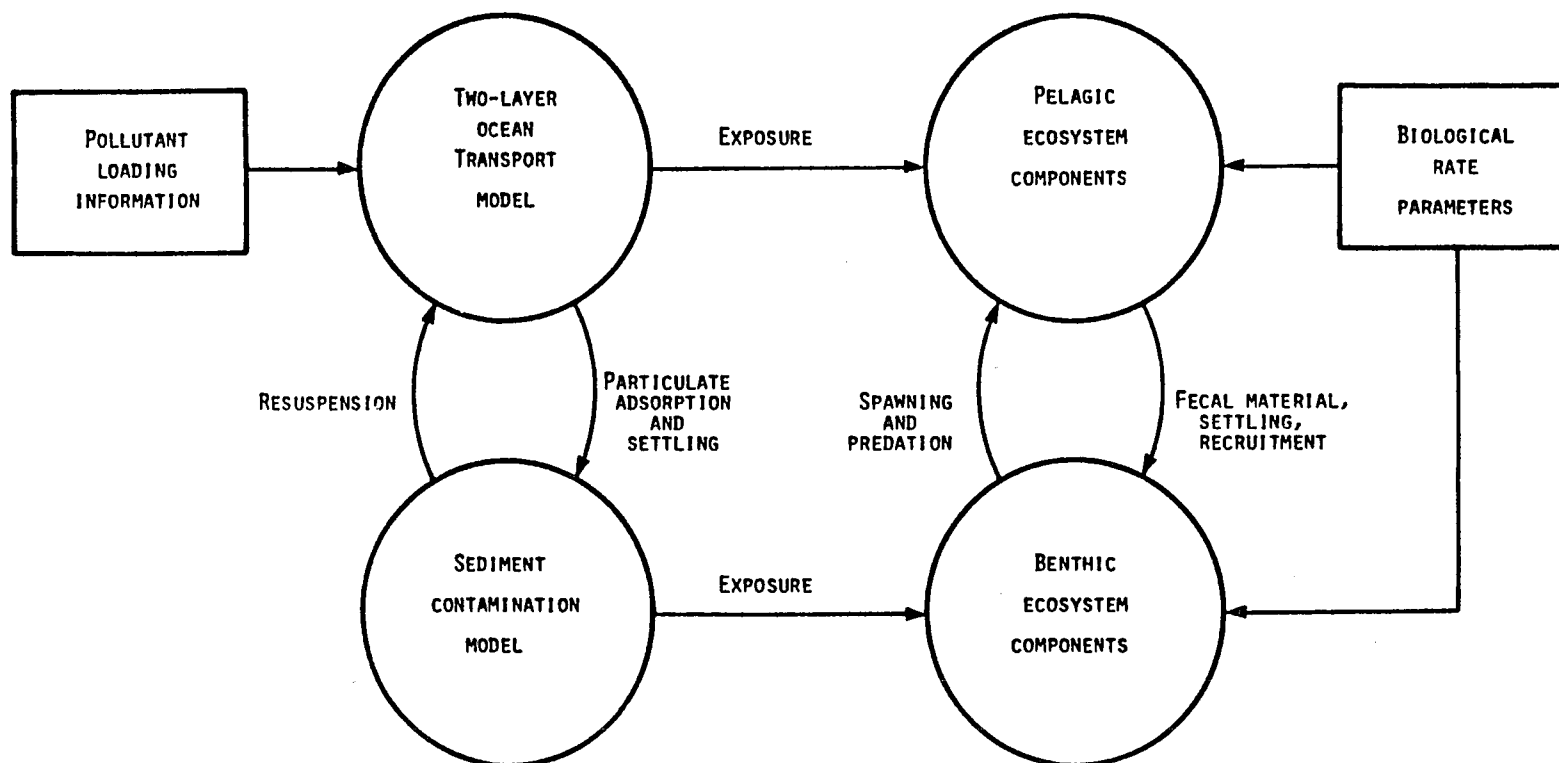 POLLUTANT
LOADING
INFORMATION
TWO-LAYER
OCEAN
TRANSPORT
MODEL
EXPOSURE
PELAGIC
ECOSYSTEM
COMPONENTS
BIOLOGICAL
RATE
PARAMETERS
RESUSPENSION
PARTICULATE
ADSORPTION
AND
SETTLING
SPAWNING
AND
PREDATION
FECAL MATERIAL,
SETTLING,
RECRUITMENT
SEDIMENT
CONTAMINATION
MODEL
EXPOSURE
BENTHIC
ECOSYSTEM
COMPONENTS